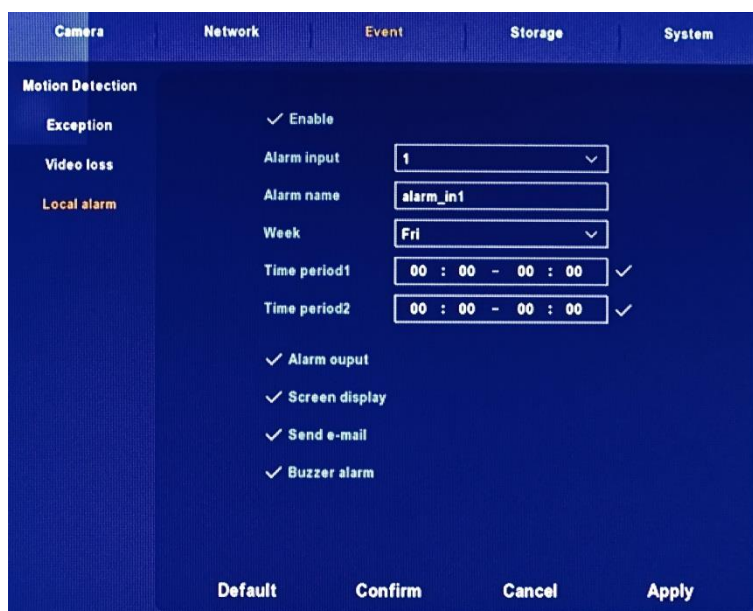 Camera Network Event Storage System
Motion Detection
Exception
Video loss
Local alarm
Enable
Alarm input 1
Alarm name alarm_in1
Week Fri
Time period1 00 : 00 - 00 : 00
Time period2 00 : 00 - 00 : 00
Alarm ouput
Screen display
Send e-mail
Buzzer alarm
Default Confirm Cancel Apply